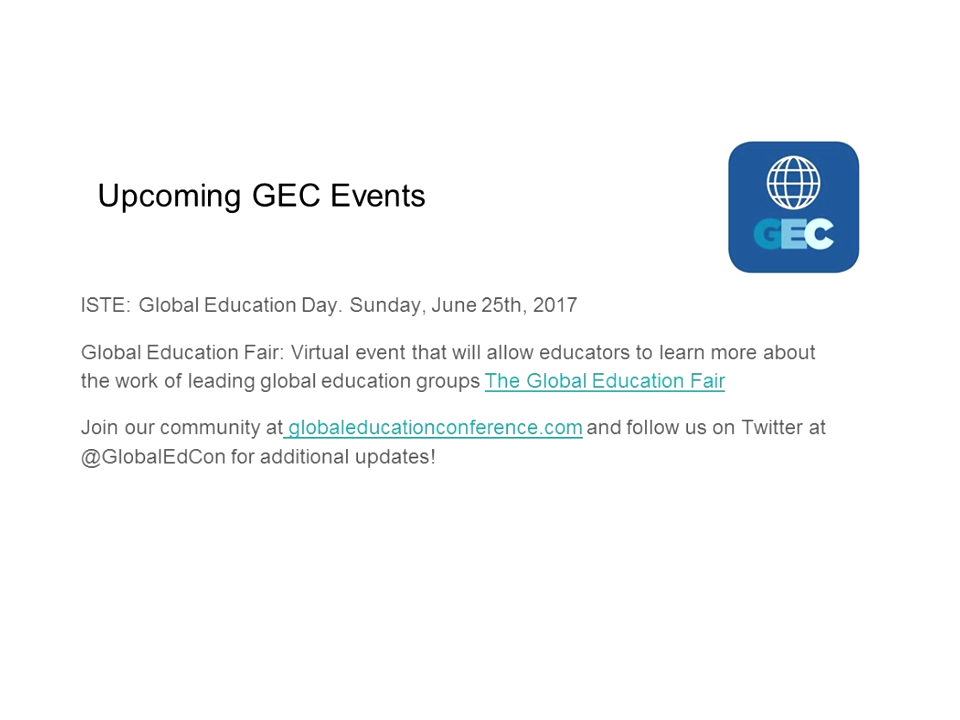 Upcoming GEC Events
GEC
ISTE: Global Education Day. Sunday, June 25th, 2017
Global Education Fair: Virtual event that will allow educators to learn more about
the work of leading global education groups The Global Education Fair
Join our community at globaleducationconference.com and follow us on Twitter at
@GlobalEdCon for additional updates!